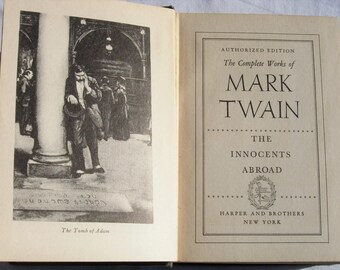 The Tomb of Adam
AUTHORIZED EDITION
The Complete Works of
MARK
TWAIN
THE
INNOCENTS
ABROAD
HARPER AND BROTHERS
NEW YORK